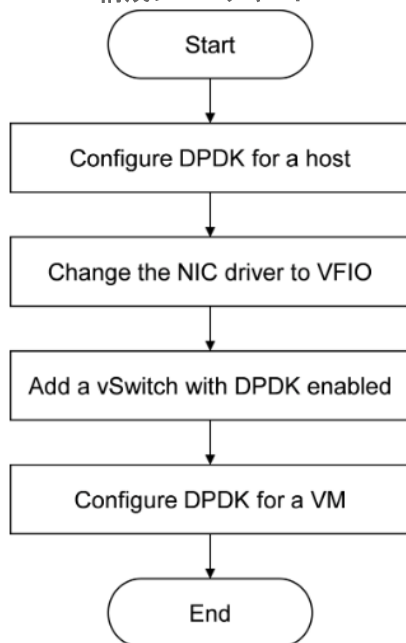 Start
Configure DPDK for a host
Change the NIC driver to VFIO
Add a vSwitch with DPDK enabled
Configure DPDK for a VM
End